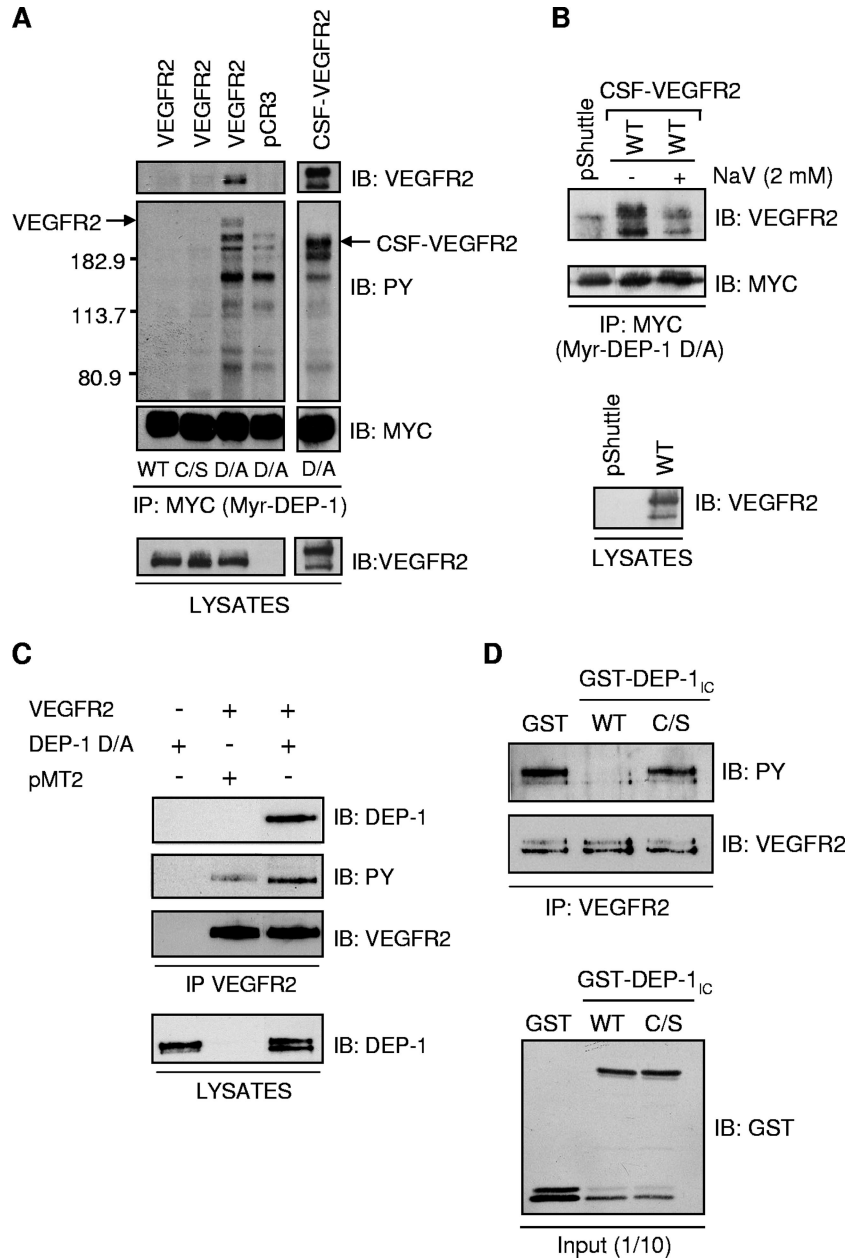 A
VEGFR2
VEGFR2
VEGFR2
pCR3
CSF-VEGFR2
IB: VEGFR2
VEGFR2
CSF-VEGFR2
182.9
IB: PY
113.7
80.9
IB: MYC
WT C/S D/A D/A D/A
IP: MYC (Myr-DEP-1)
IB:VEGFR2
LYSATES
B
CSF-VEGFR2
pShuttle
WT
WT
- + NaV (2 mM)
IB: VEGFR2
IB: MYC
IP: MYC
(Myr-DEP-1 D/A)
pShuttle
WT
IB: VEGFR2
LYSATES
C
VEGFR2 - + +
DEP-1 D/A + - +
pMT2 - + -
IB: DEP-1
IB: PY
IB: VEGFR2
IP VEGFR2
IB: DEP-1
LYSATES
D
GST-DEP-1IC
GST WT C/S
IB: PY
IB: VEGFR2
IP: VEGFR2
GST-DEP-1IC
GST WT C/S
IB: GST
Input (1/10)